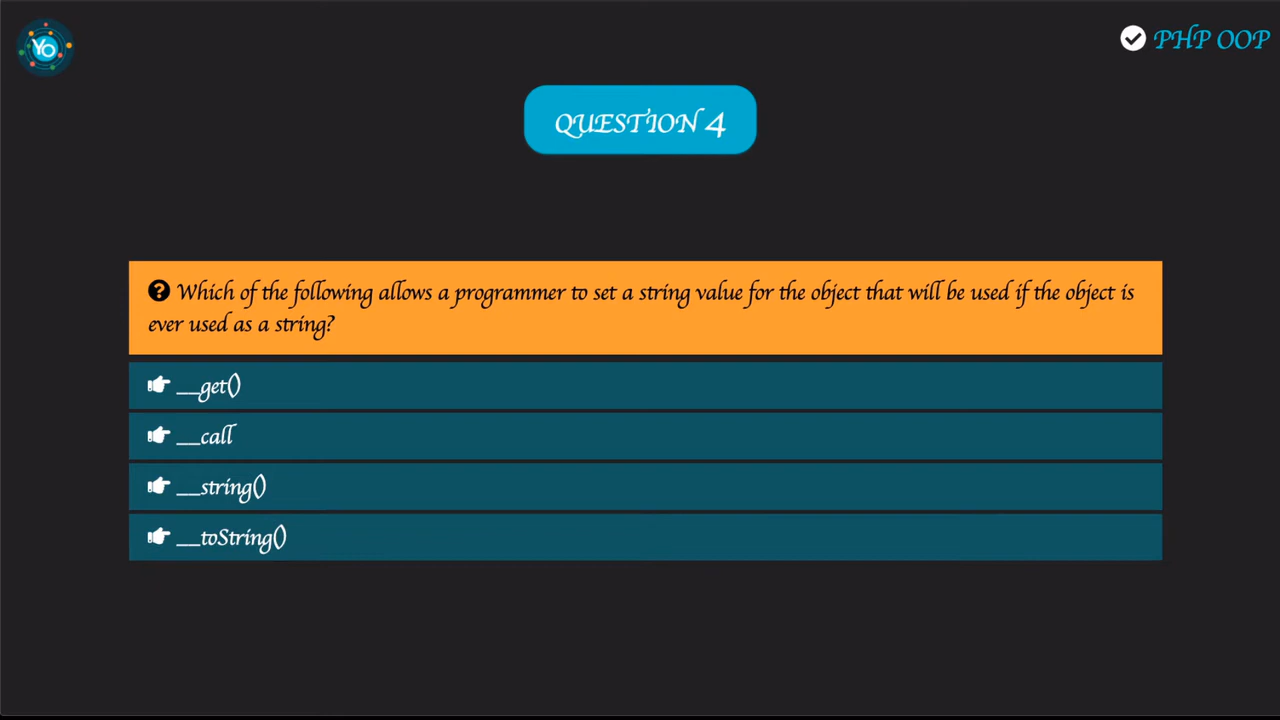 YO
PHP OOP
QUESTION 4
Which of the following allows a programmer to set a string value for the object that will be used if the object is
ever used as a string?
__get()
__call
__string()
__toString()